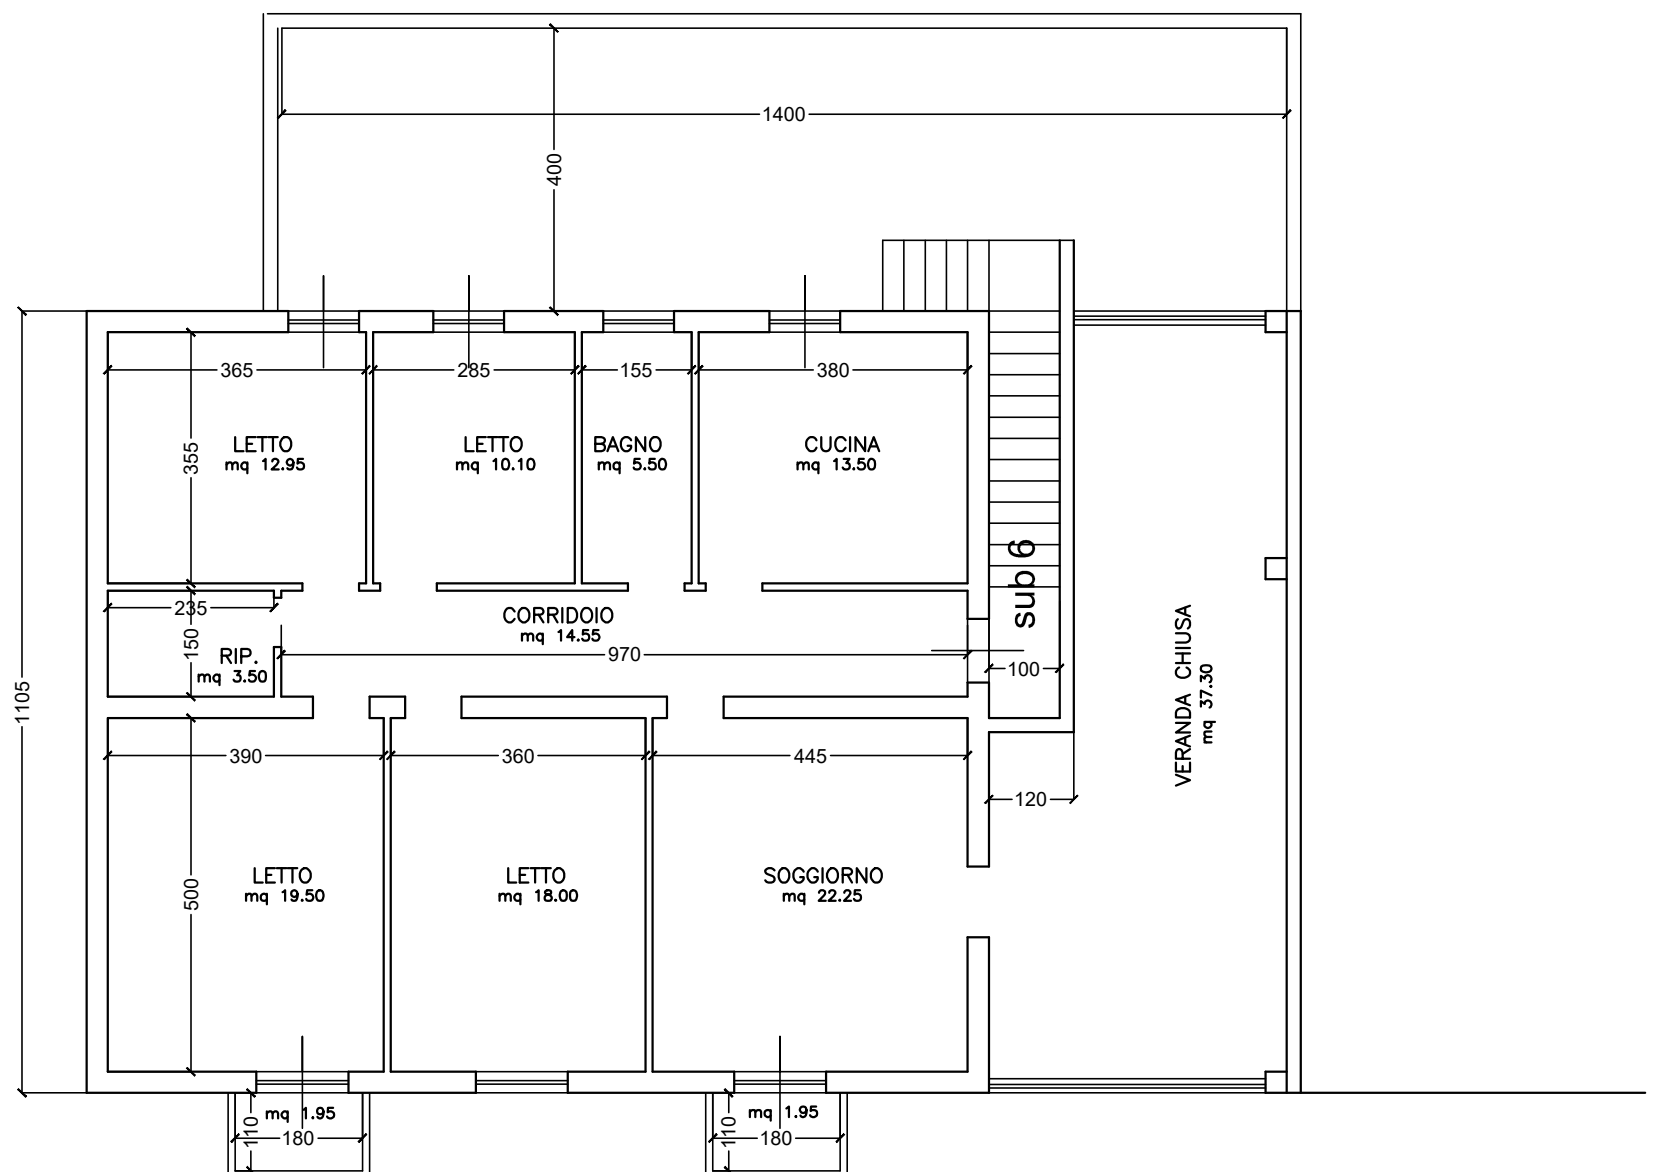 1400
400
365
285
155
380
LETTO
mq 12.95
LETTO
mq 10.10
BAGNO
mq 5.50
CUCINA
mq 13.50
355
sub 6
235
CORRIDOIO
mq 14.55
150
RIP.
mq 3.50
970
100
1105
VERANDA CHIUSA
mq 37.30
390
360
445
120
LETTO
mq 19.50
LETTO
mq 18.00
SOGGIORNO
mq 22.25
500
mq 1.95
110
180
mq 1.95
110
180